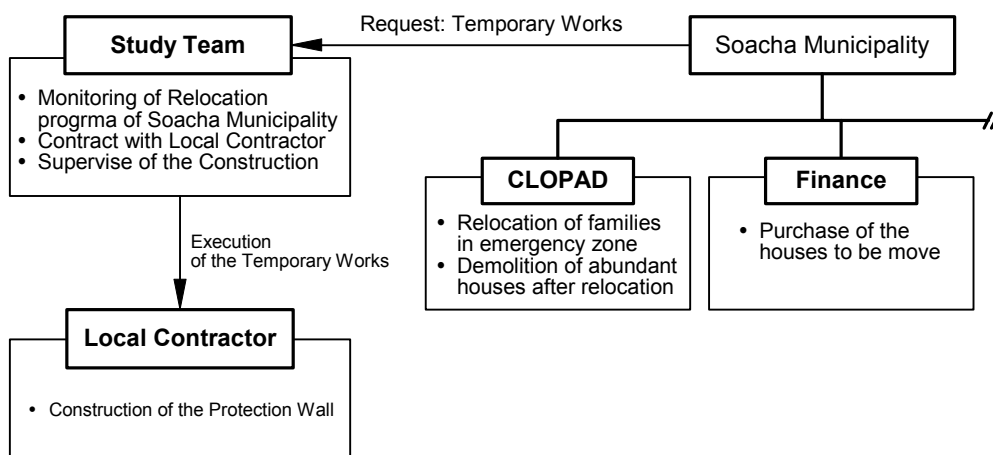 Study Team
Request: Temporary Works
Soacha Municipality
• Monitoring of Relocation
progrma of Soacha Municipality
• Contract with Local Contractor
• Supervise of the Construction
CLOPAD
• Relocation of families
in emergency zone
• Demolition of abundant
houses after relocation
Finance
• Purchase of the
houses to be move
Execution
of the Temporary Works
Local Contractor
• Construction of the Protection Wall